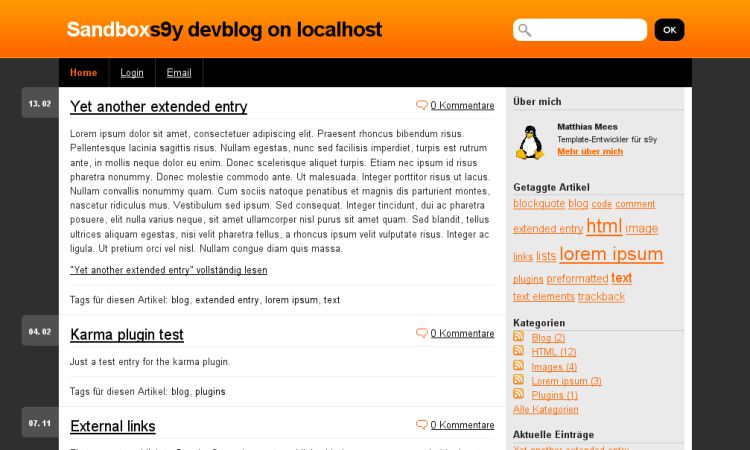 Sandboxs9y devblog on localhost
OK
Home Login Email
13. 02
Yet another extended entry
0 Kommentare
Lorem ipsum dolor sit amet, consectetuer adipiscing elit. Praesent rhoncus bibendum risus.
Pellentesque lacinia sagittis risus. Nullam egestas, nunc sed facilisis imperdiet, turpis est rutrum
ante, in mollis neque dolor eu enim. Donec scelerisque aliquet turpis. Etiam nec ipsum id risus
pharetra nonummy. Donec molestie commodo ante. Ut malesuada. Integer porttitor risus ut lacus.
Nullam convallis nonummy quam. Cum sociis natoque penatibus et magnis dis parturient montes,
nascetur ridiculus mus. Vestibulum sed ipsum. Sed consequat. Integer tincidunt, dui ac pharetra
posuere, elit nulla varius neque, sit amet ullamcorper nisl purus sit amet quam. Sed blandit, tellus
ultrices aliquam egestas, nisi velit pharetra tellus, a rhoncus ipsum velit vulputate risus. Integer ac
ligula. Ut pretium orci vel nisl. Nullam congue diam quis massa.
"Yet another extended entry" vollständig lesen
Tags für diesen Artikel: blog, extended entry, lorem ipsum, text
04. 02
Karma plugin test
0 Kommentare
Just a test entry for the karma plugin.
Tags für diesen Artikel: blog, plugins
07. 11
External links
0 Kommentare
Über mich
Matthias Mees
Template-Entwickler für s9y
Mehr über mich
Getaggte Artikel
blockquote blog code comment
extended entry html image
links lists lorem ipsum
plugins preformatted text
text elements trackback
Kategorien
Blog (2)
HTML (12)
Images (4)
Lorem ipsum (3)
Plugins (1)
Alle Kategorien
Aktuelle Einträge
Yet another extended entry